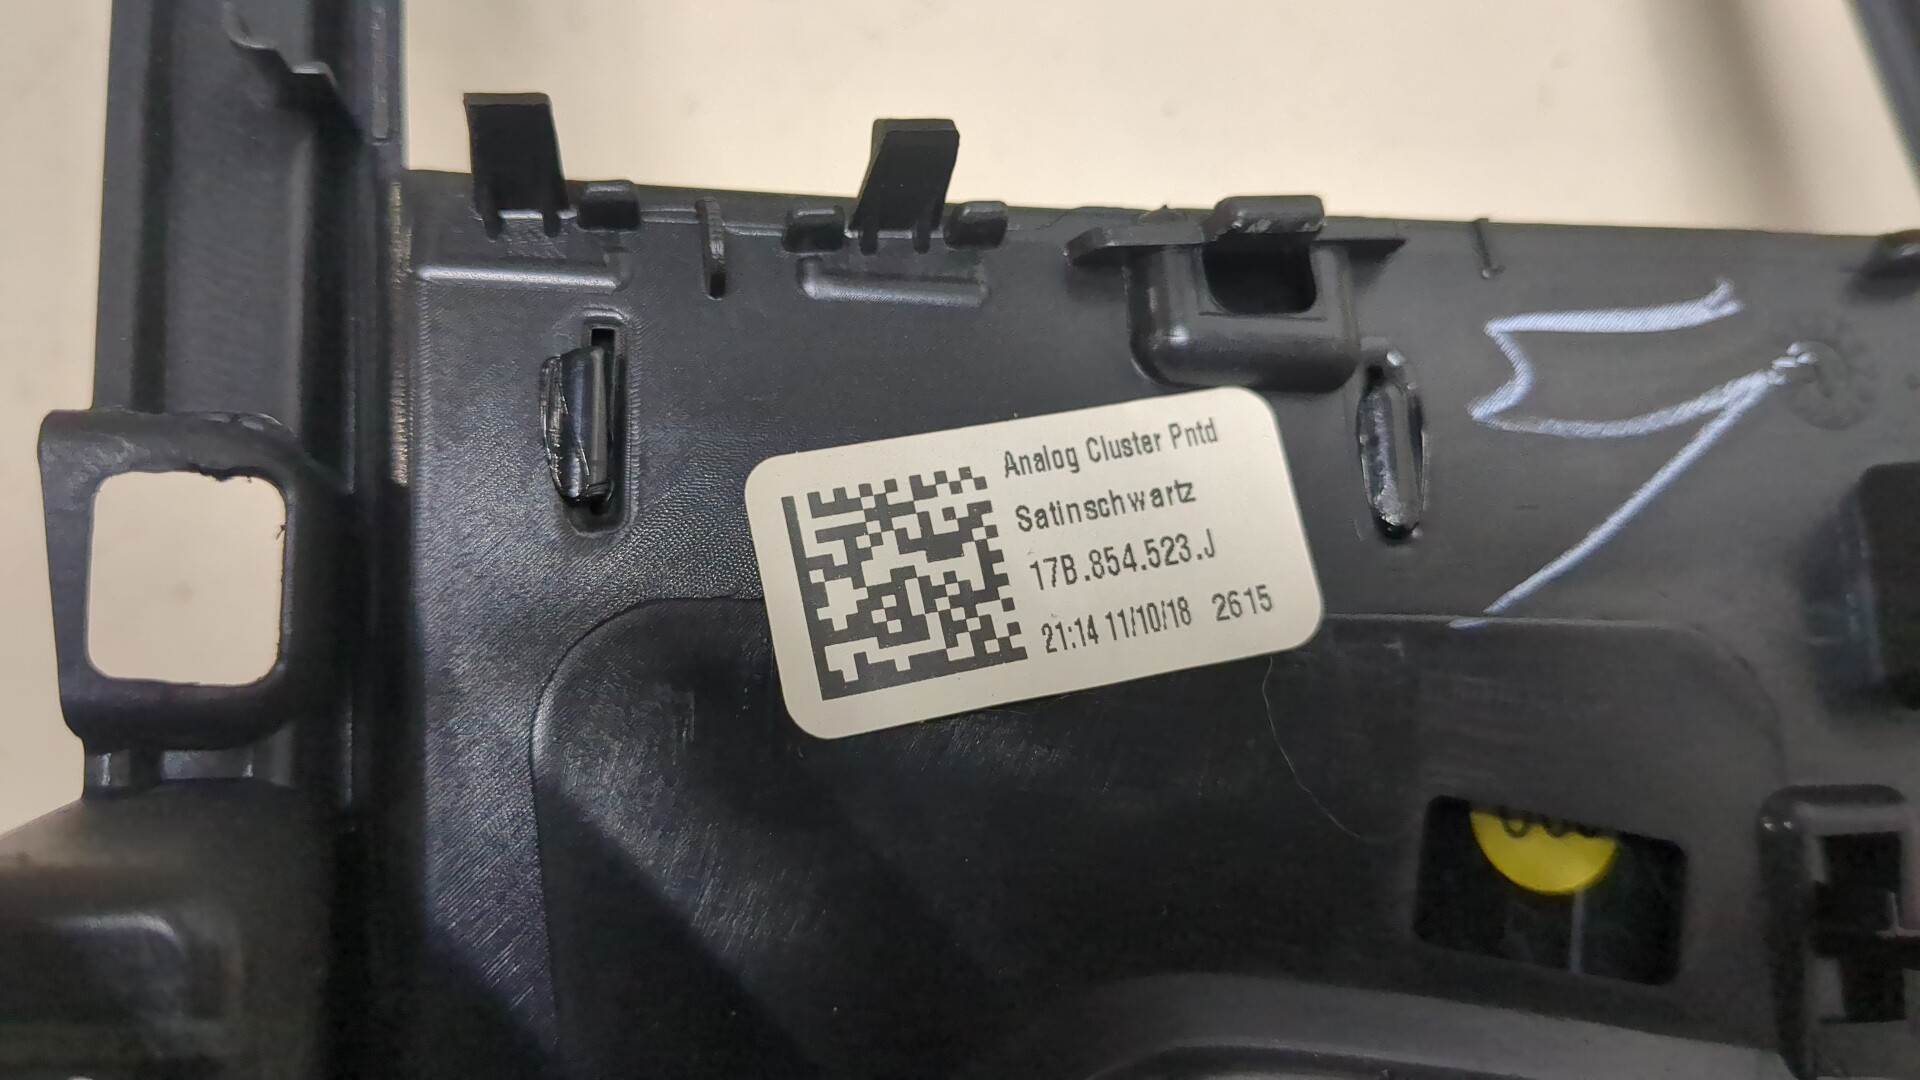 Analog Cluster Pntd
Satinschwartz
17B.854.523.J
21:14 11/10/18 2615